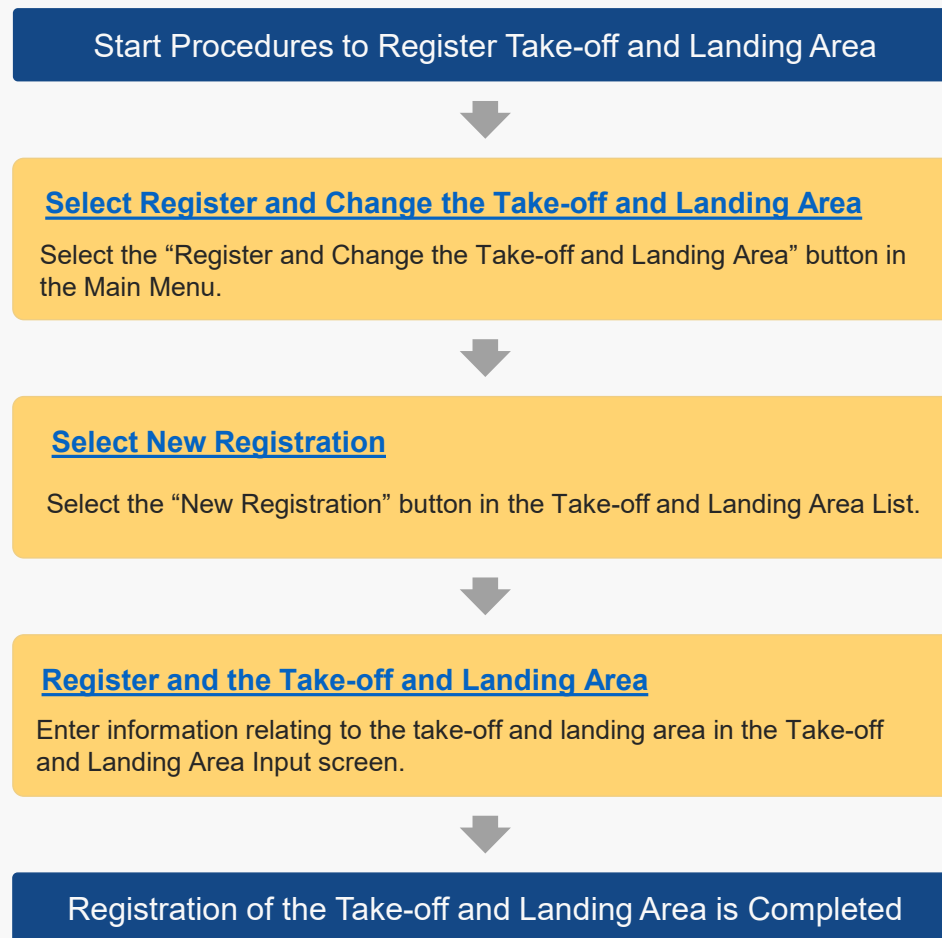 Start Procedures to Register Take-off and Landing Area
Select Register and Change the Take-off and Landing Area
Select the “Register and Change the Take-off and Landing Area” button in
the Main Menu.
Select New Registration
Select the “New Registration” button in the Take-off and Landing Area List.
Register and the Take-off and Landing Area
Enter information relating to the take-off and landing area in the Take-off
and Landing Area Input screen.
Registration of the Take-off and Landing Area is Completed